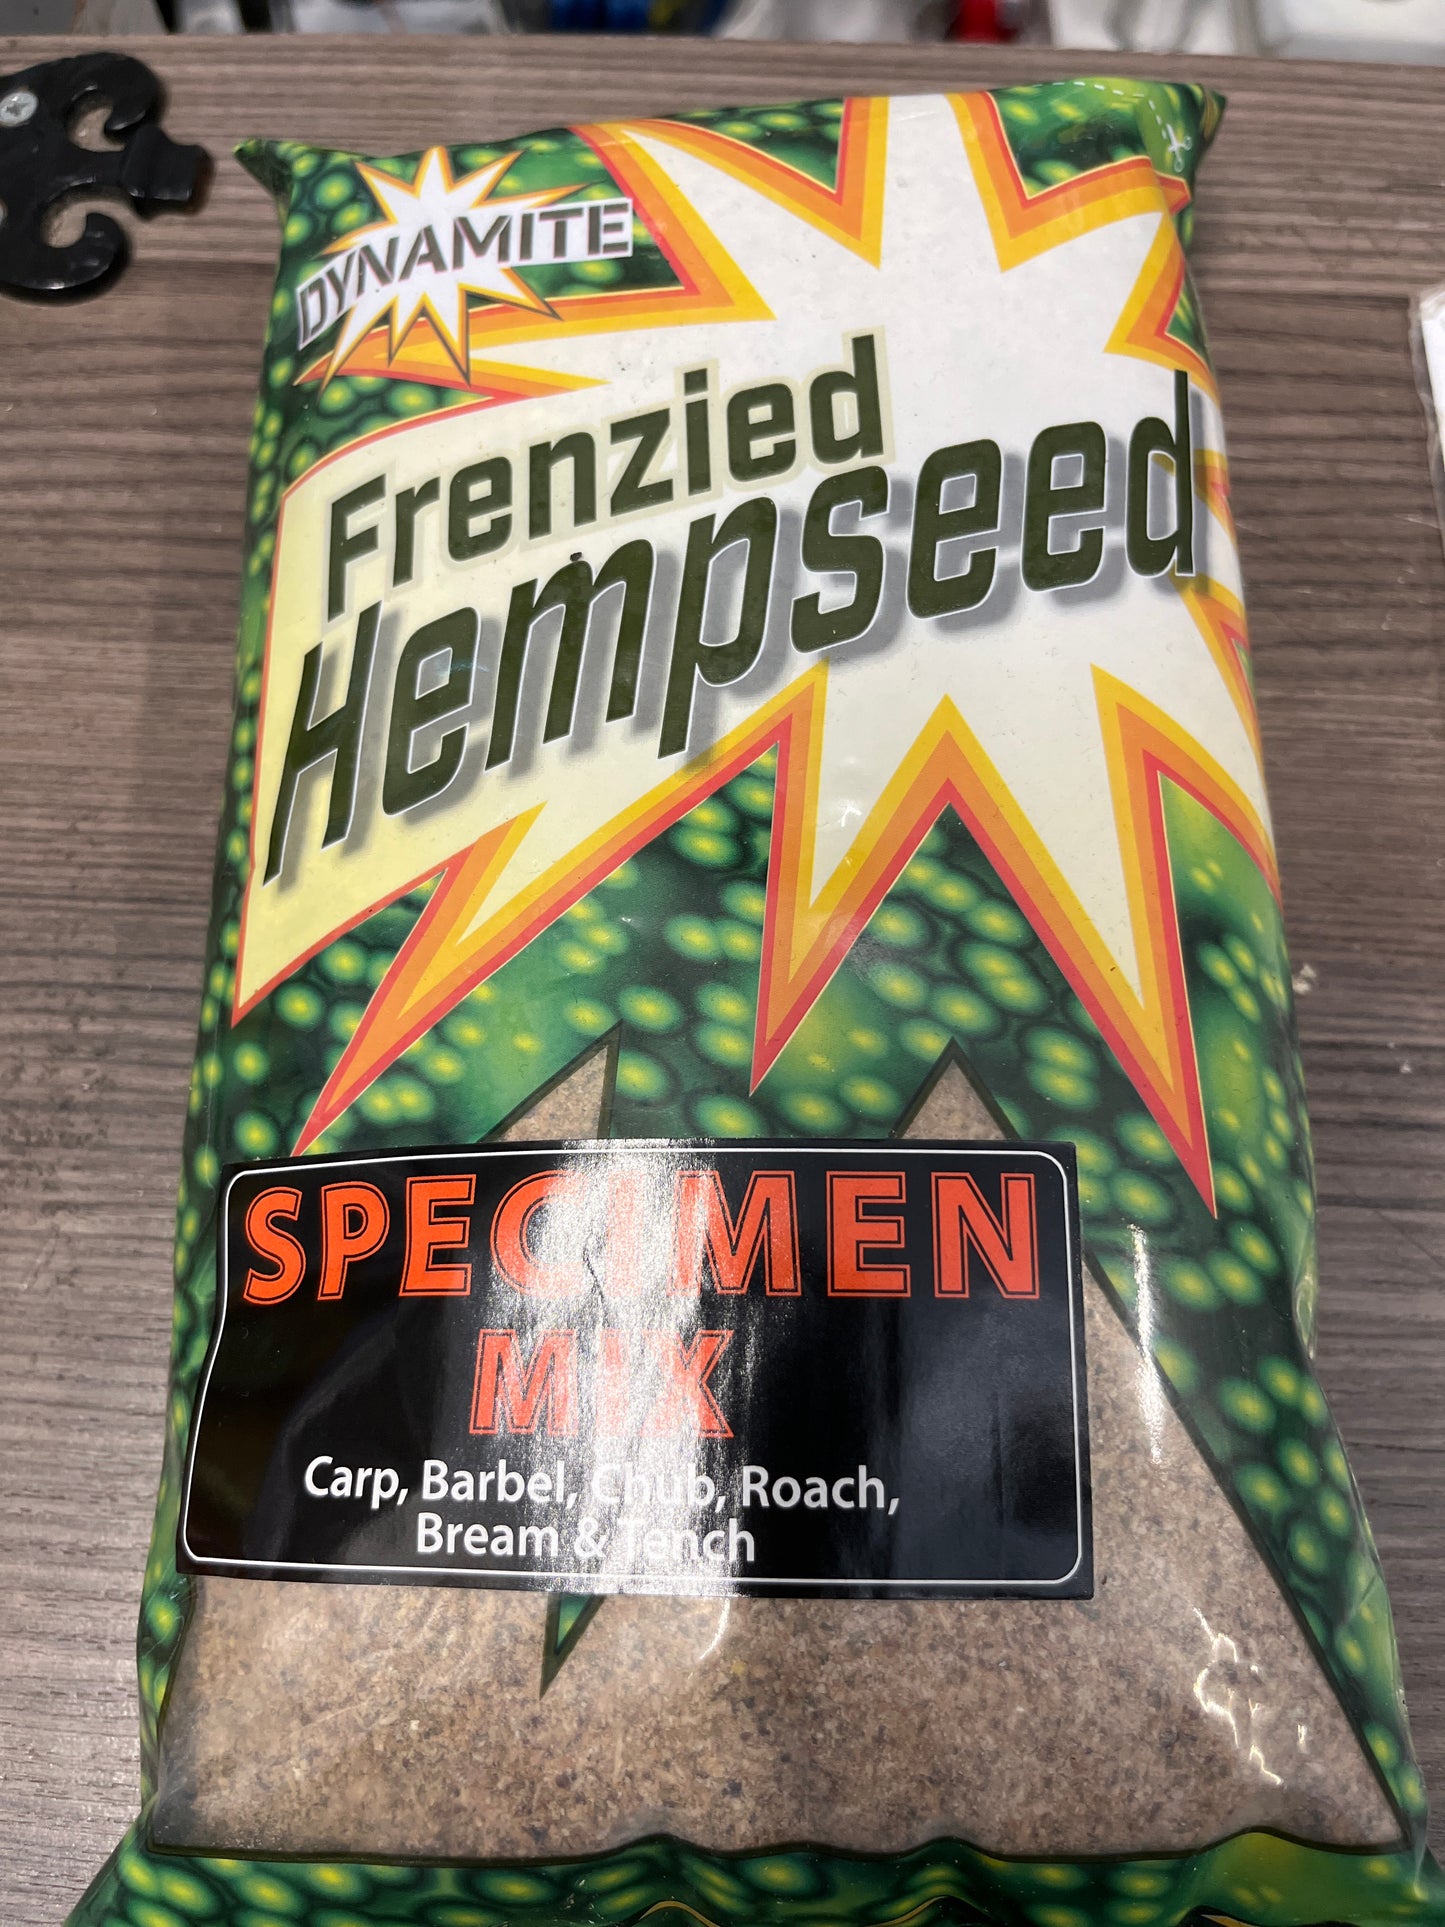 DYNAMITE
Frenzied
Hempseed
SPECIMEN
MIX
Carp, Barbel, Chub, Roach,
Bream & Tench